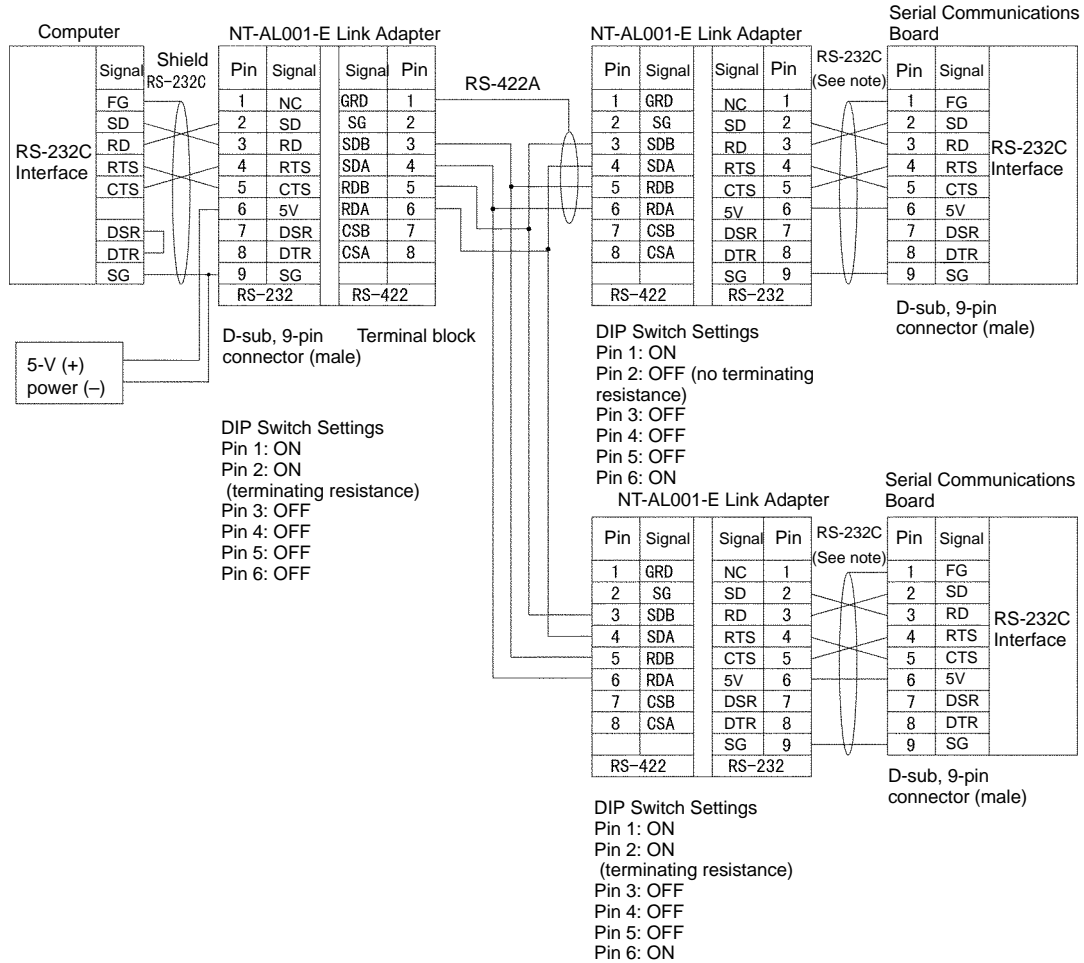 Computer
Signal
FG
SD
RD
RTS
CTS
DSR
DTR
SG
RS-232C
Interface
Shield
RS-232C
5-V (+)
power (–)
NT-AL001-E Link Adapter
Pin Signal Signal Pin
1 NC GRD 1
2 SD SG 2
3 RD SDB 3
4 RTS SDA 4
5 CTS RDB 5
6 5V RDA 6
7 DSR CSB 7
8 DTR CSA 8
9 SG
RS-232 RS-422
D-sub, 9-pin
connector (male)
Terminal block
DIP Switch Settings
Pin 1: ON
Pin 2: ON
(terminating resistance)
Pin 3: OFF
Pin 4: OFF
Pin 5: OFF
Pin 6: OFF
RS-422A
NT-AL001-E Link Adapter
Pin Signal Signal Pin
1 GRD NC 1
2 SG SD 2
3 SDB RD 3
4 SDA RTS 4
5 RDB CTS 5
6 RDA 5V 6
7 CSB DSR 7
8 CSA DTR 8
SG 9
RS-422 RS-232
RS-232C
(See note)
Serial Communications
Board
Pin Signal
1 FG
2 SD
3 RD
4 RTS
5 CTS
6 5V
7 DSR
8 DTR
9 SG
RS-232C
Interface
D-sub, 9-pin
connector (male)
DIP Switch Settings
Pin 1: ON
Pin 2: OFF (no terminating
resistance)
Pin 3: OFF
Pin 4: OFF
Pin 5: OFF
Pin 6: ON
NT-AL001-E Link Adapter
Pin Signal Signal Pin
1 GRD NC 1
2 SG SD 2
3 SDB RD 3
4 SDA RTS 4
5 RDB CTS 5
6 RDA 5V 6
7 CSB DSR 7
8 CSA DTR 8
SG 9
RS-422 RS-232
RS-232C
(See note)
Serial Communications
Board
Pin Signal
1 FG
2 SD
3 RD
4 RTS
5 CTS
6 5V
7 DSR
8 DTR
9 SG
RS-232C
Interface
D-sub, 9-pin
connector (male)
DIP Switch Settings
Pin 1: ON
Pin 2: ON
(terminating resistance)
Pin 3: OFF
Pin 4: OFF
Pin 5: OFF
Pin 6: ON